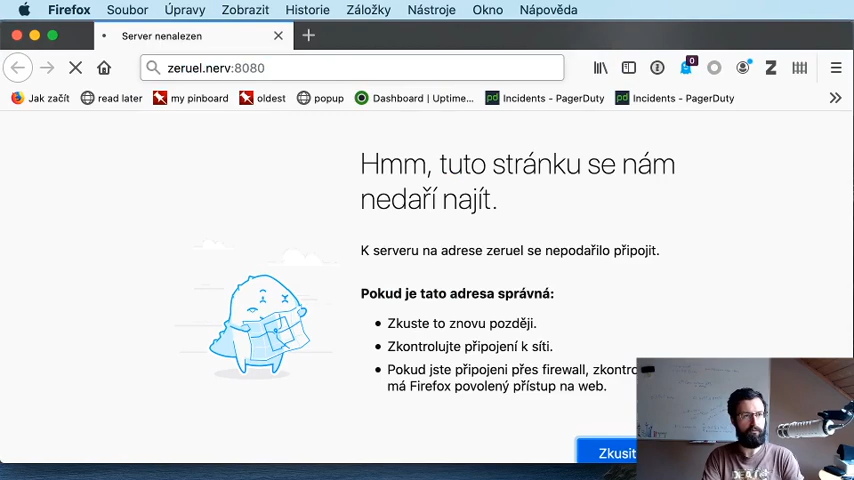 Firefox Soubor Úpravy Zobrazit Historie Záložky Nástroje Okno Nápověda
Server nenalezen
zeruel.nerv:8080
0
Jak začít read later my pinboard oldest popup Dashboard | Uptime... Incidents - PagerDuty Incidents - PagerDuty
Hmm, tuto stránku se nám
nedaří najít.
K serveru na adrese zeruel se nepodařilo připojit.
Pokud je tato adresa správná:
Zkuste to znovu později.
Zkontrolujte připojení k síti.
Pokud jste připojeni přes firewall, zkontro
má Firefox povolený přístup na web.
Zkusit